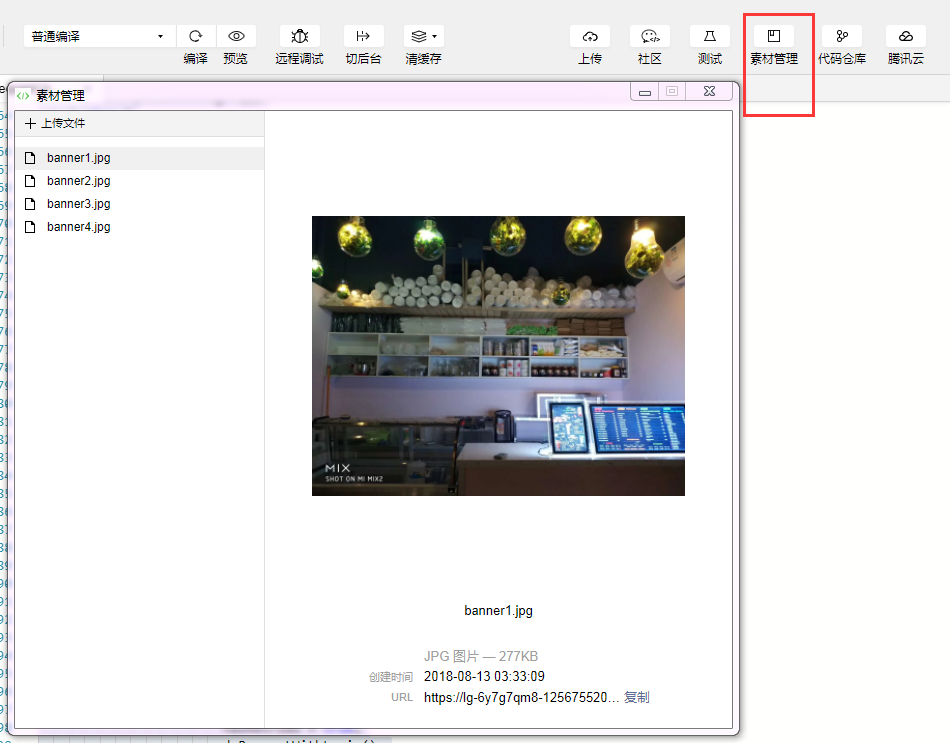 普通编译
编译 预览 远程调试 切后台 清缓存 上传 社区 测试 素材管理 代码仓库 腾讯云
素材管理
上传文件
banner1.jpg
banner2.jpg
banner3.jpg
banner4.jpg
MIX
SHOT ON MI MIX2
banner1.jpg
JPG 图片 — 277KB
创建时间 2018-08-13 03:33:09
URL https://lg-6y7g7qm8-125675520... 复制